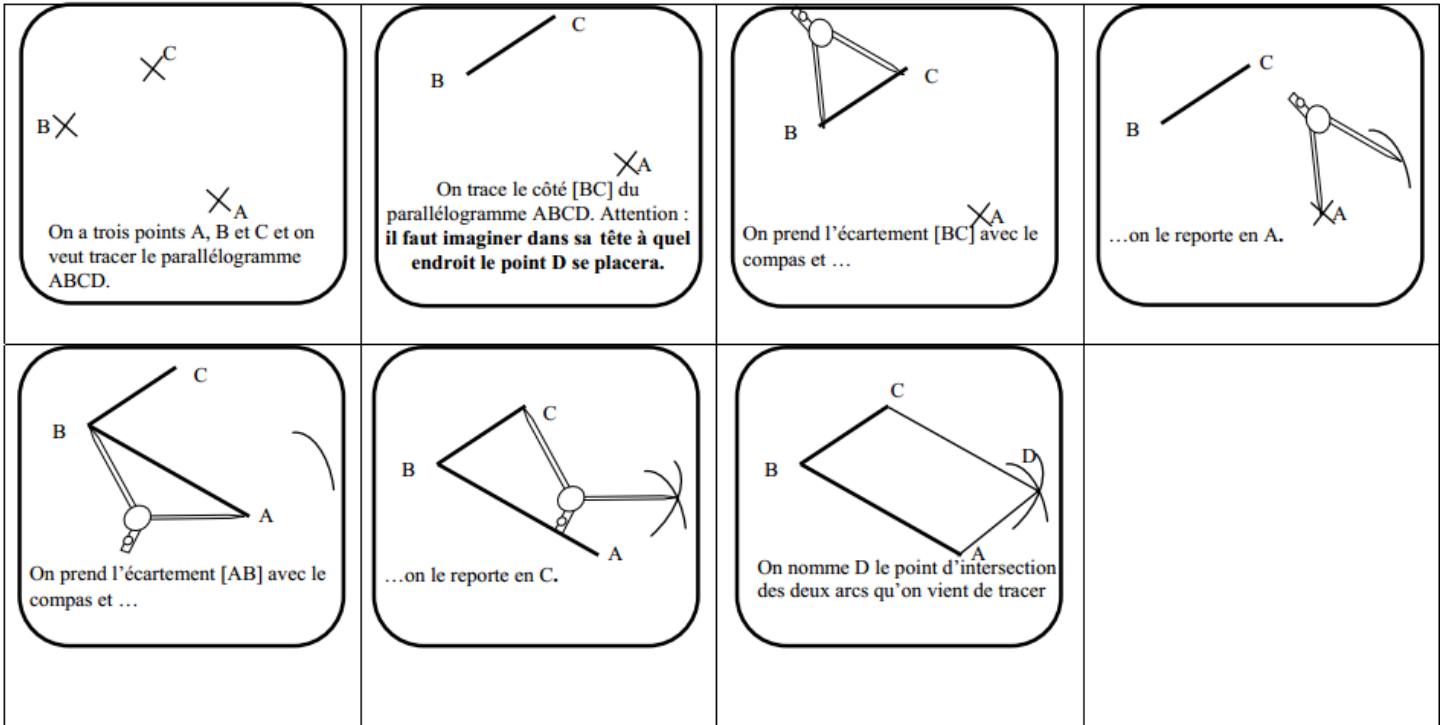 C
B
A
On a trois points A, B et C et on
veut tracer le parallélogramme
ABCD.
C
B
A
On trace le côté [BC] du
parallélogramme ABCD. Attention :
il faut imaginer dans sa tête à quel
endroit le point D se placera.
C
B
A
On prend l’écartement [BC] avec le
compas et …
C
B
A
…on le reporte en A.
C
B
A
On prend l’écartement [AB] avec le
compas et …
C
B
A
…on le reporte en C.
C
D
B
A
On nomme D le point d’intersection
des deux arcs qu’on vient de tracer